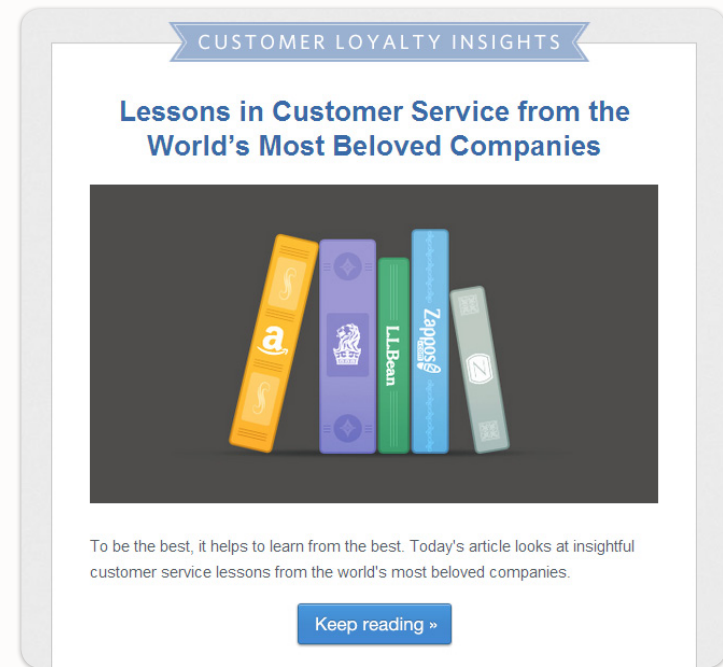 CUSTOMER LOYALTY INSIGHTS
Lessons in Customer Service from the
World's Most Beloved Companies
a
L.L.Bean
Zappos
N
To be the best, it helps to learn from the best. Today's article looks at insightful
customer service lessons from the world's most beloved companies.
Keep reading »